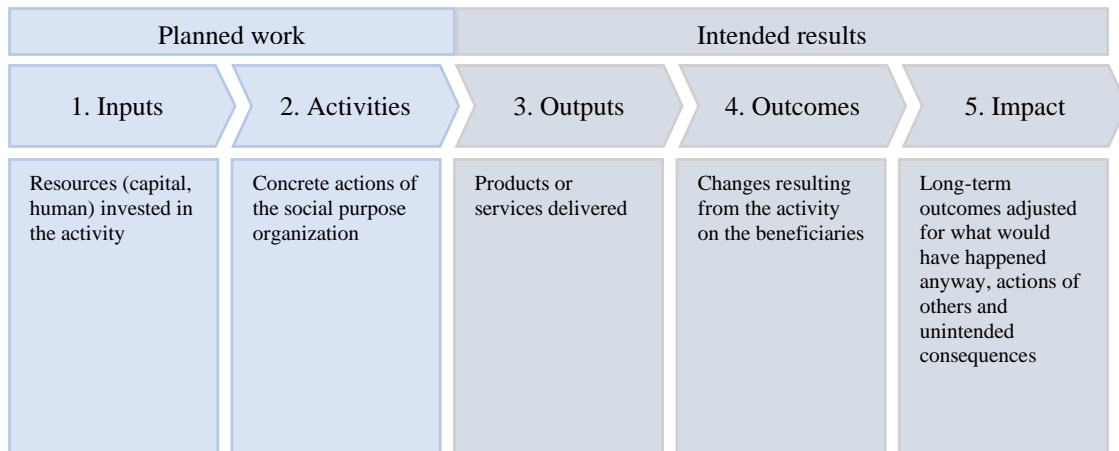 Planned work
Intended results
1. Inputs
2. Activities
3. Outputs
4. Outcomes
5. Impact
Resources (capital,
human) invested in
the activity
Concrete actions of
the social purpose
organization
Products or
services delivered
Changes resulting
from the activity
on the beneficiaries
Long-term
outcomes adjusted
for what would
have happened
anyway, actions of
others and
unintended
consequences